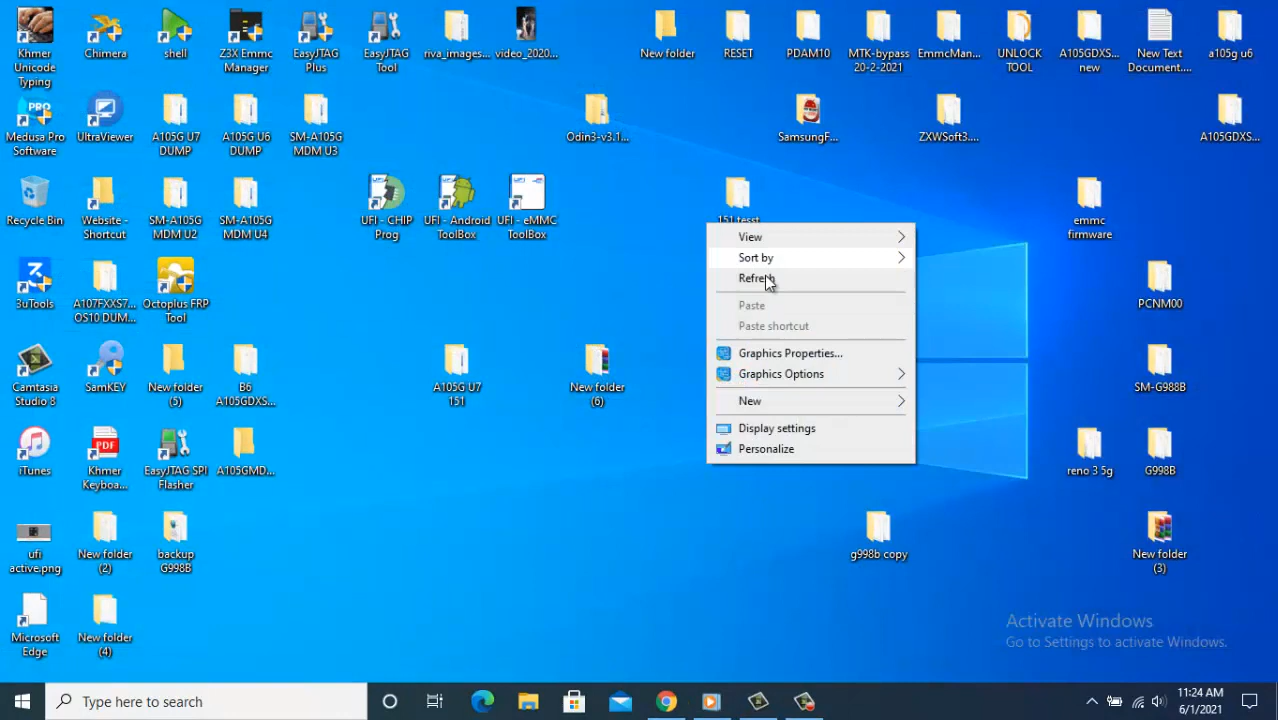 Khmer
Unicode
Typing
Chimera
shell
Z3X Emmc
Manager
EasyJTAG
Plus
EasyJTAG
Tool
riva_images...
video_2020...
New folder
RESET
PDAM10
MTK-bypass
20-2-2021
EmmcMan...
UNLOCK
TOOL
A105GDXS...
new
New Text
Document....
a105g u6
PRO
Medusa Pro
Software
UltraViewer
A105G U7
DUMP
A105G U6
DUMP
SM-A105G
MDM U3
Odin3-v3.1...
SamsungF...
ZXWSoft3....
A105GDXS...
Recycle Bin
Website -
Shortcut
SM-A105G
MDM U2
SM-A105G
MDM U4
UFI - CHIP
Prog
UFI - Android
ToolBox
UFI - eMMC
ToolBox
151 tesst
emmc
firmware
View
Sort by
Refresh
Paste
Paste shortcut
Graphics Properties...
Graphics Options
New
Display settings
Personalize
3uTools
A107FXXS7...
OS10 DUM...
Octoplus FRP
Tool
PCNM00
Camtasia
Studio 8
SamKEY
New folder
(5)
B6
A105GDXS...
A105G U7
151
New folder
(6)
SM-G988B
iTunes
PDF
Khmer
Keyboa...
EasyJTAG SPI
Flasher
A105GMD...
reno 3 5g
G998B
ufi
active.png
New folder
(2)
backup
G998B
g998b copy
New folder
(3)
Microsoft
Edge
New folder
(4)
Activate Windows
Go to Settings to activate Windows.
Type here to search
11:24 AM
6/1/2021